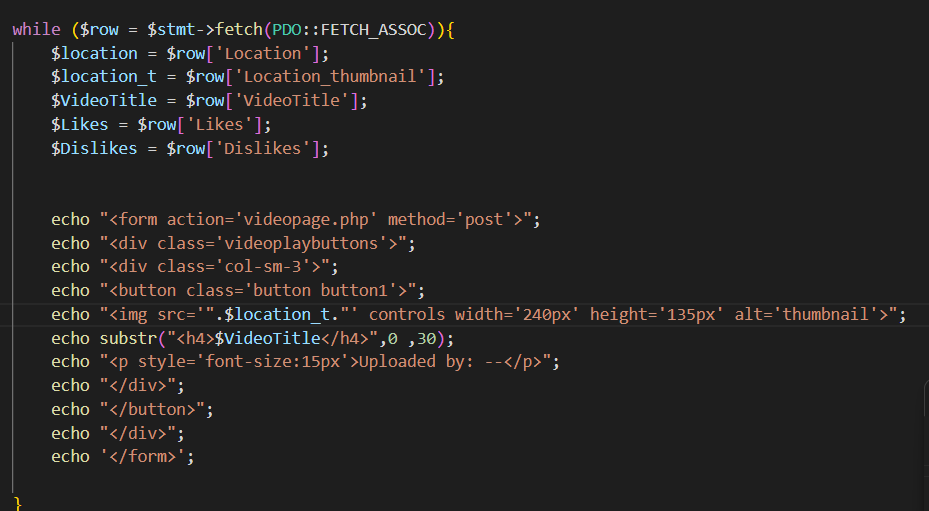 while ($row = $stmt->fetch(PDO::FETCH_ASSOC)){
    $location = $row['Location'];
    $location_t = $row['Location_thumbnail'];
    $VideoTitle = $row['VideoTitle'];
    $Likes = $row['Likes'];
    $Dislikes = $row['Dislikes'];
    echo "<form action='videopage.php' method='post'>";
    echo "<div class='videoplaybuttons'>";
    echo "<div class='col-sm-3'>";
    echo "<button class='button button1'>";
    echo "<img src='".$location_t."' controls width='240px' height='135px' alt='thumbnail'>";
    echo substr("<h4>$VideoTitle</h4>",0 ,30);
    echo "<p style='font-size:15px'>Uploaded by: --</p>";
    echo "</div>";
    echo "</button>";
    echo "</div>";
    echo '</form>';
}